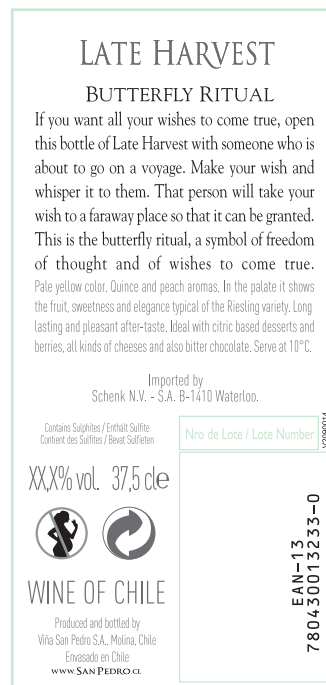 LATE HARVEST
BUTTERFLY RITUAL
If you want all your wishes to come true, open
this bottle of Late Harvest with someone who is
about to go on a voyage. Make your wish and
whisper it to them. That person will take your
wish to a faraway place so that it can be granted.
This is the butterfly ritual, a symbol of freedom
of thought and of wishes to come true.
Pale yellow color. Quince and peach aromas. In the palate it shows
the fruit, sweetness and elegance typical of the Riesling variety. Long
lasting and pleasant after-taste. Ideal with citric based desserts and
berries, all kinds of cheeses and also bitter chocolate. Serve at 10°C.
Imported by
Schenk N.V. - S.A. B-1410 Waterloo.
Contains Sulphites / Enthält Sulfite
Contient des Sulfites / Bevat Sulfieten
Nro de Lote / Lote Number
V2090014
XX,X% vol. 37,5 cle
EAN-13
780430013233-0
WINE OF CHILE
Produced and bottled by
Viña San Pedro S.A., Molina, Chile
Envasado en Chile
WWW.SANPEDRO.CL